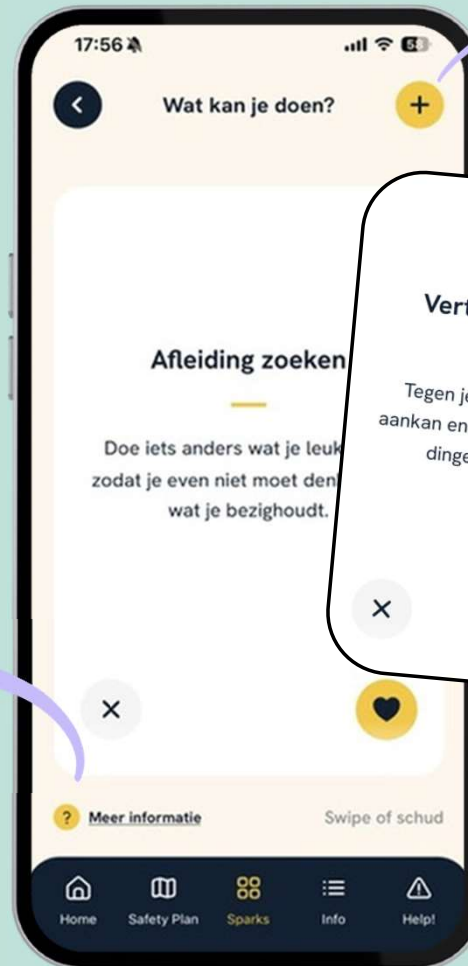 17:56
53
Wat kan je doen?
Afleiding zoeken
Doe iets anders wat je leuk
zodat je even niet moet den
wat je bezighoudt.
Vert
Tegen je
aankan en
dinge
? Meer informatie
Swipe of schud
Home
Safety Plan
Sparks
Info
Help!